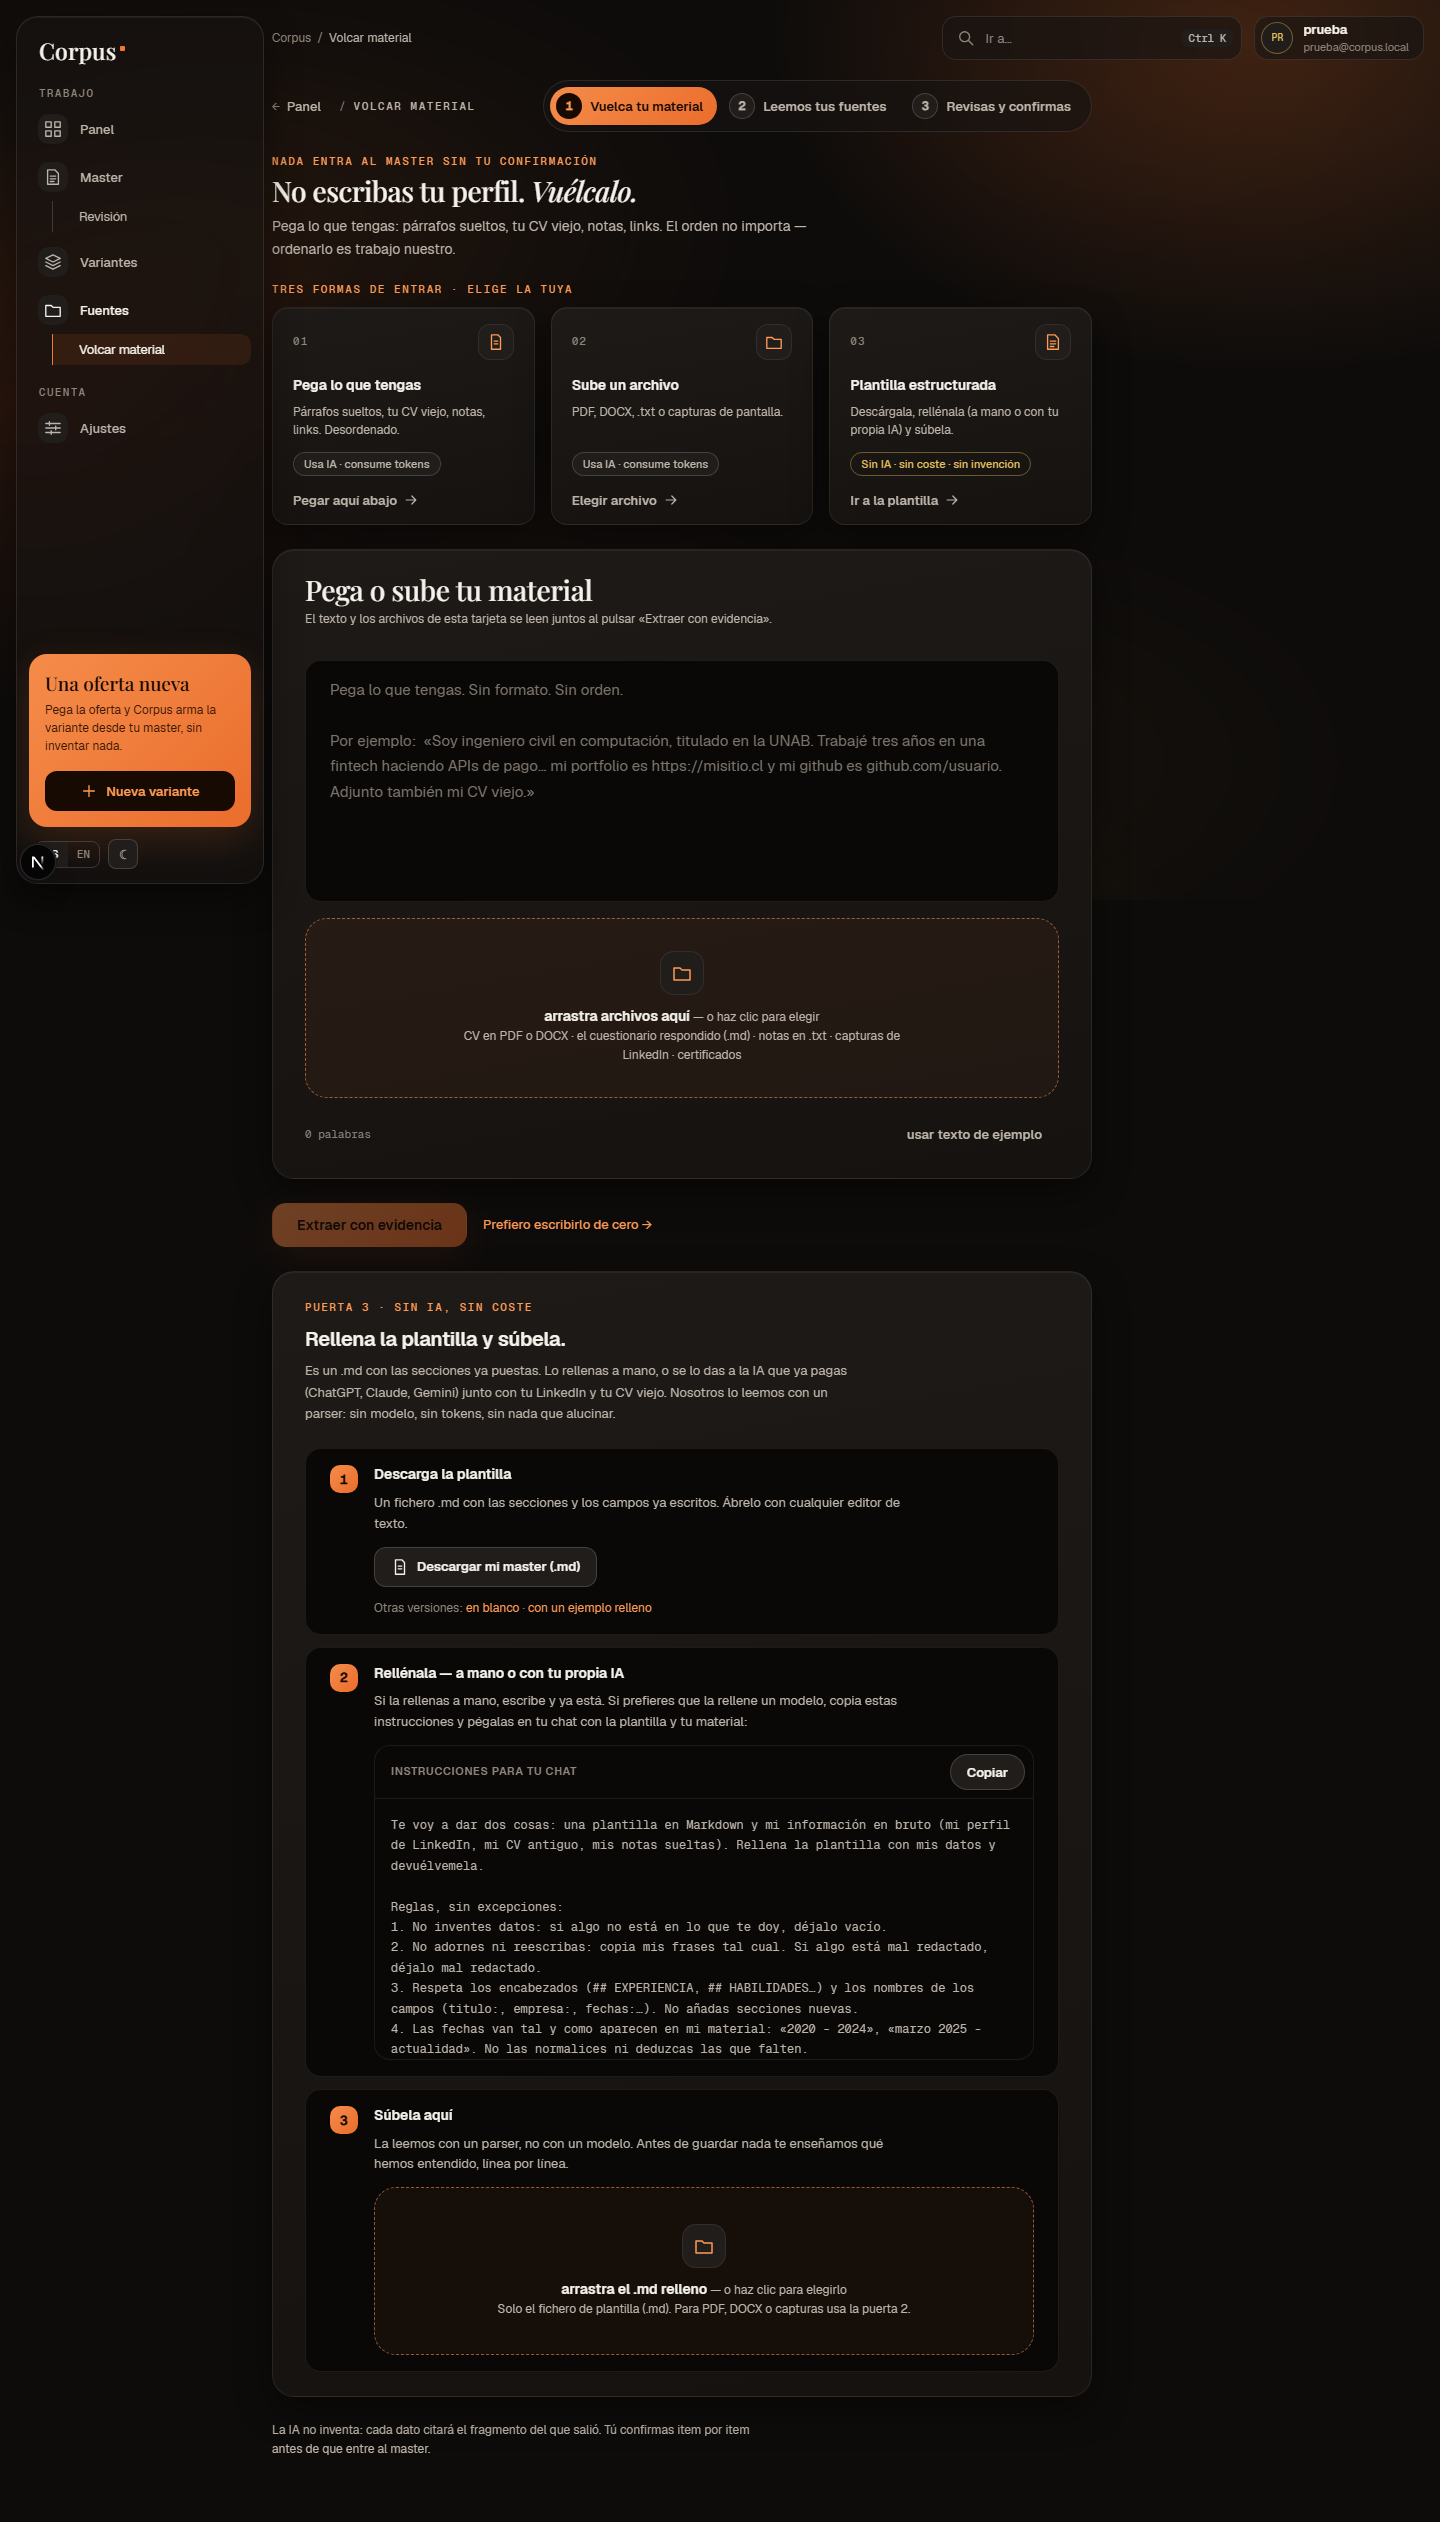 Corpus
TRABAJO
Panel
Master
Revisión
Variantes
Fuentes
Volcar material
CUENTA
Ajustes
Una oferta nueva
Pega la oferta y Corpus arma la
variante desde tu master, sin
inventar nada.
+ Nueva variante
EN
Corpus / Volcar material
Ir a...
Ctrl K
PR
prueba
prueba@corpus.local
← Panel / VOLCAR MATERIAL
1 Vuelca tu material
2 Leemos tus fuentes
3 Revisas y confirmas
NADA ENTRA AL MASTER SIN TU CONFIRMACIÓN
No escribas tu perfil. Vuélcalo.
Pega lo que tengas: párrafos sueltos, tu CV viejo, notas, links. El orden no importa —
ordenarlo es trabajo nuestro.
TRES FORMAS DE ENTRAR · ELIGE LA TUYA
01
Pega lo que tengas
Párrafos sueltos, tu CV viejo, notas,
links. Desordenado.
Usa IA · consume tokens
Pegar aquí abajo →
02
Sube un archivo
PDF, DOCX, .txt o capturas de pantalla.
Usa IA · consume tokens
Elegir archivo →
03
Plantilla estructurada
Descárgala, rellénala (a mano o con tu
propia IA) y súbela.
Sin IA · sin coste · sin invención
Ir a la plantilla →
Pega o sube tu material
El texto y los archivos de esta tarjeta se leen juntos al pulsar «Extraer con evidencia».
Pega lo que tengas. Sin formato. Sin orden.
Por ejemplo: «Soy ingeniero civil en computación, titulado en la UNAB. Trabajé tres años en una
fintech haciendo APIs de pago… mi portfolio es https://misitio.cl y mi github es github.com/usuario.
Adjunto también mi CV viejo.»
arrastra archivos aquí — o haz clic para elegir
CV en PDF o DOCX · el cuestionario respondido (.md) · notas en .txt · capturas de
LinkedIn · certificados
0 palabras
usar texto de ejemplo
Extraer con evidencia
Prefiero escribirlo de cero →
PUERTA 3 · SIN IA, SIN COSTE
Rellena la plantilla y súbela.
Es un .md con las secciones ya puestas. Lo rellenas a mano, o se lo das a la IA que ya pagas
(ChatGPT, Claude, Gemini) junto con tu LinkedIn y tu CV viejo. Nosotros lo leemos con un
parser: sin modelo, sin tokens, sin nada que alucinar.
1
Descarga la plantilla
Un fichero .md con las secciones y los campos ya escritos. Ábrelo con cualquier editor de
texto.
Descargar mi master (.md)
Otras versiones: en blanco · con un ejemplo relleno
2
Rellénala — a mano o con tu propia IA
Si la rellenas a mano, escribe y ya está. Si prefieres que la rellene un modelo, copia estas
instrucciones y pégalas en tu chat con la plantilla y tu material:
INSTRUCCIONES PARA TU CHAT
Copiar
Te voy a dar dos cosas: una plantilla en Markdown y mi información en bruto (mi perfil
de LinkedIn, mi CV antiguo, mis notas sueltas). Rellena la plantilla con mis datos y
devuélvemela.
Reglas, sin excepciones:
1. No inventes datos: si algo no está en lo que te doy, déjalo vacío.
2. No adornes ni reescribas: copia mis frases tal cual. Si algo está mal redactado,
déjalo mal redactado.
3. Respeta los encabezados (## EXPERIENCIA, ## HABILIDADES…) y los nombres de los
campos (titulo:, empresa:, fechas:…). No añadas secciones nuevas.
4. Las fechas van tal y como aparecen en mi material: «2020 - 2024», «marzo 2025 -
actualidad». No las normalices ni deduzcas las que falten.
3
Súbela aquí
La leemos con un parser, no con un modelo. Antes de guardar nada te enseñamos qué
hemos entendido, línea por línea.
arrastra el .md relleno — o haz clic para elegirlo
Solo el fichero de plantilla (.md). Para PDF, DOCX o capturas usa la puerta 2.
La IA no inventa: cada dato citará el fragmento del que salió. Tú confirmas item por item
antes de que entre al master.